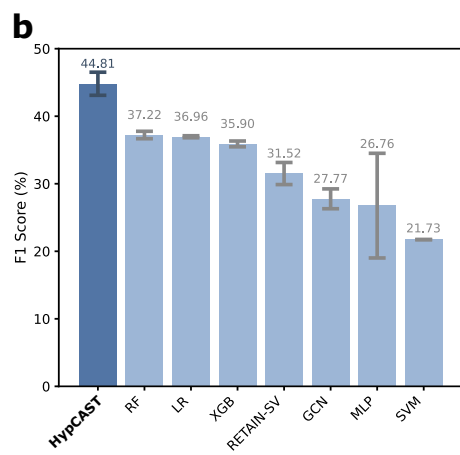 b
50
40
30
20
10
0
F1 Score (%)
44.81
37.22
36.96
35.90
31.52
27.77
26.76
21.73
HypCAST
RF
LR
XGB
RETAIN-SV
GCN
MLP
SVM